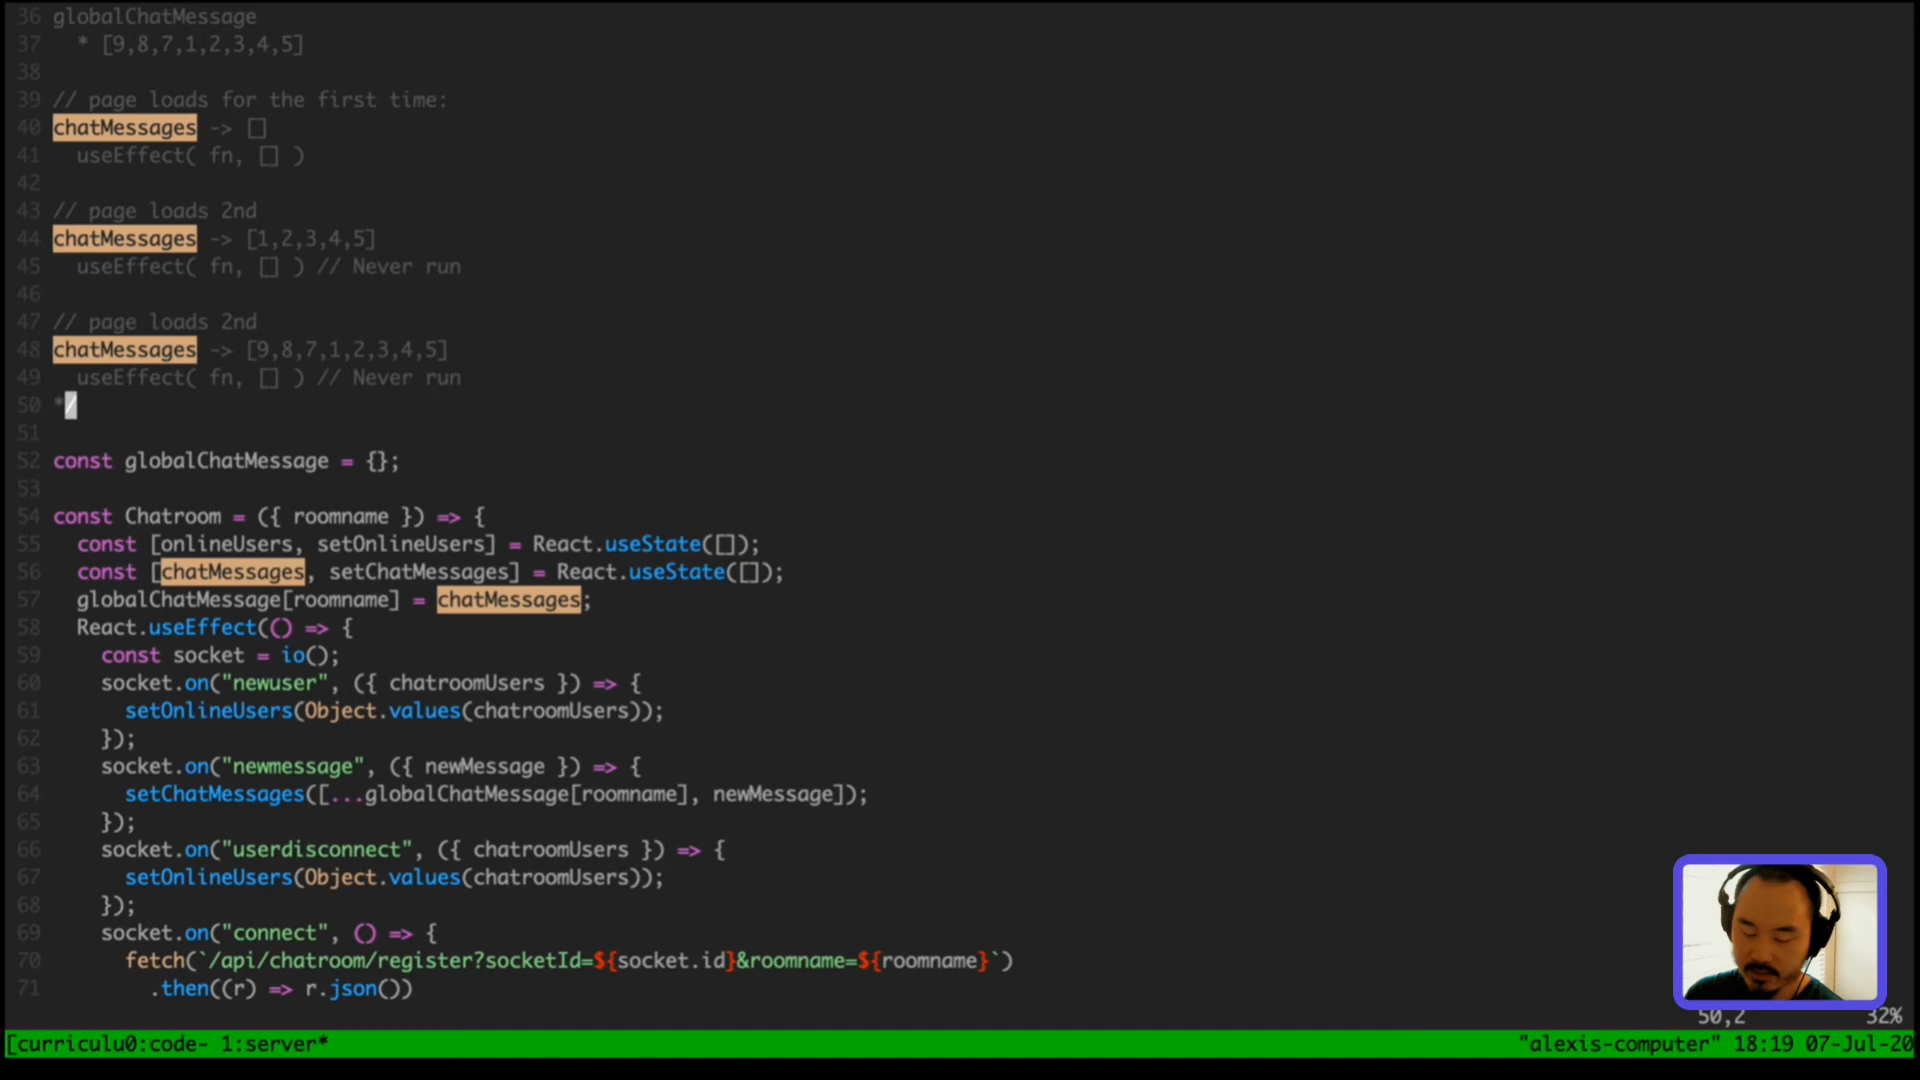 36 globalChatMessage
37   * [9,8,7,1,2,3,4,5]
38
39 // page loads for the first time:
40 chatMessages -> []
41   useEffect( fn, [] )
42
43 // page loads 2nd
44 chatMessages -> [1,2,3,4,5]
45   useEffect( fn, [] ) // Never run
46
47 // page loads 2nd
48 chatMessages -> [9,8,7,1,2,3,4,5]
49   useEffect( fn, [] ) // Never run
50 */
51
52 const globalChatMessage = {};
53
54 const Chatroom = ({ roomname }) => {
55   const [onlineUsers, setOnlineUsers] = React.useState([]);
56   const [chatMessages, setChatMessages] = React.useState([]);
57   globalChatMessage[roomname] = chatMessages;
58   React.useEffect(() => {
59     const socket = io();
60     socket.on("newuser", ({ chatroomUsers }) => {
61       setOnlineUsers(Object.values(chatroomUsers));
62     });
63     socket.on("newmessage", ({ newMessage }) => {
64       setChatMessages([...globalChatMessage[roomname], newMessage]);
65     });
66     socket.on("userdisconnect", ({ chatroomUsers }) => {
67       setOnlineUsers(Object.values(chatroomUsers));
68     });
69     socket.on("connect", () => {
70       fetch(`/api/chatroom/register?socketId=${socket.id}&roomname=${roomname}`)
71         .then((r) => r.json())
50,2 32%
[curriculu0:code- 1:server* "alexis-computer" 18:19 07-Jul-20